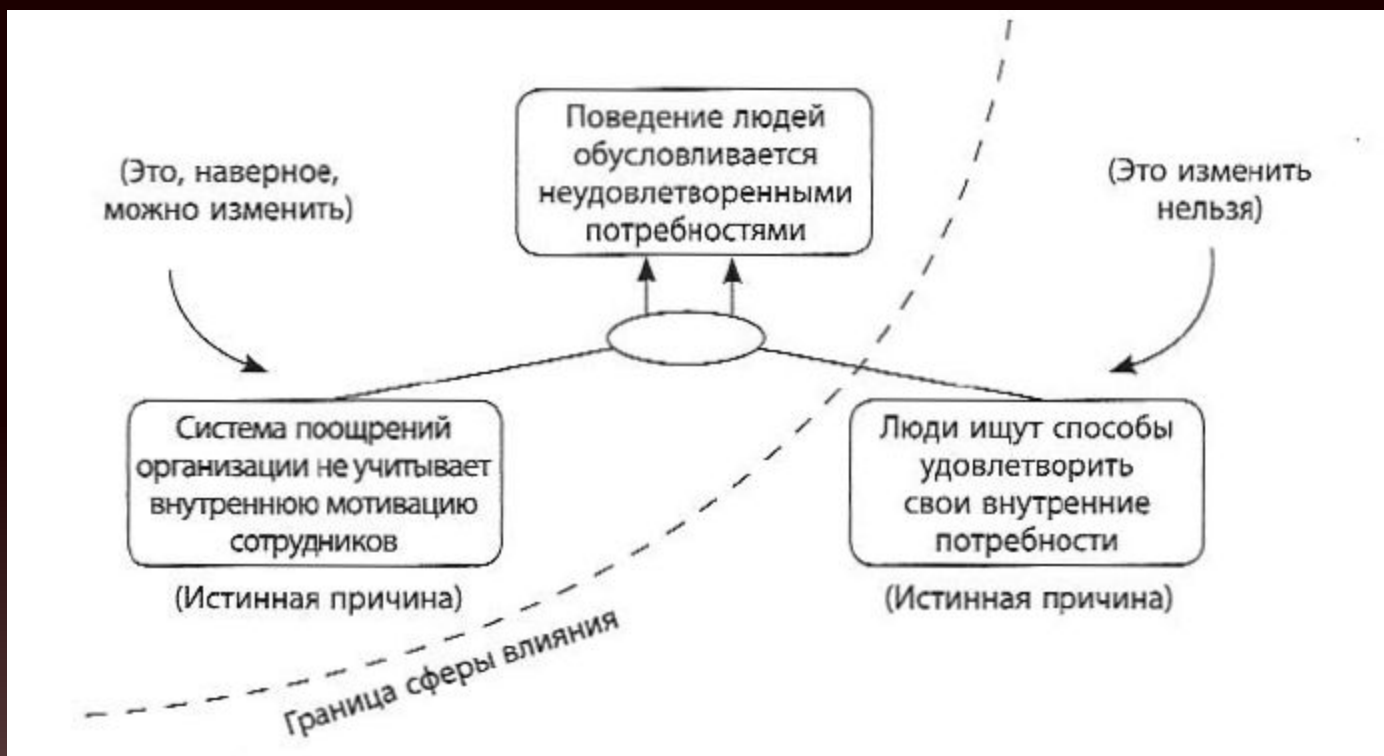 Поведение людей
обусловливается
неудовлетворенными
потребностями
(Это, наверное,
можно изменить)
(Это изменить
нельзя)
Система поощрений
организации не учитывает
внутреннюю мотивацию
сотрудников
(Истинная причина)
Люди ищут способы
удовлетворить
свои внутренние
потребности
(Истинная причина)
Граница сферы влияния